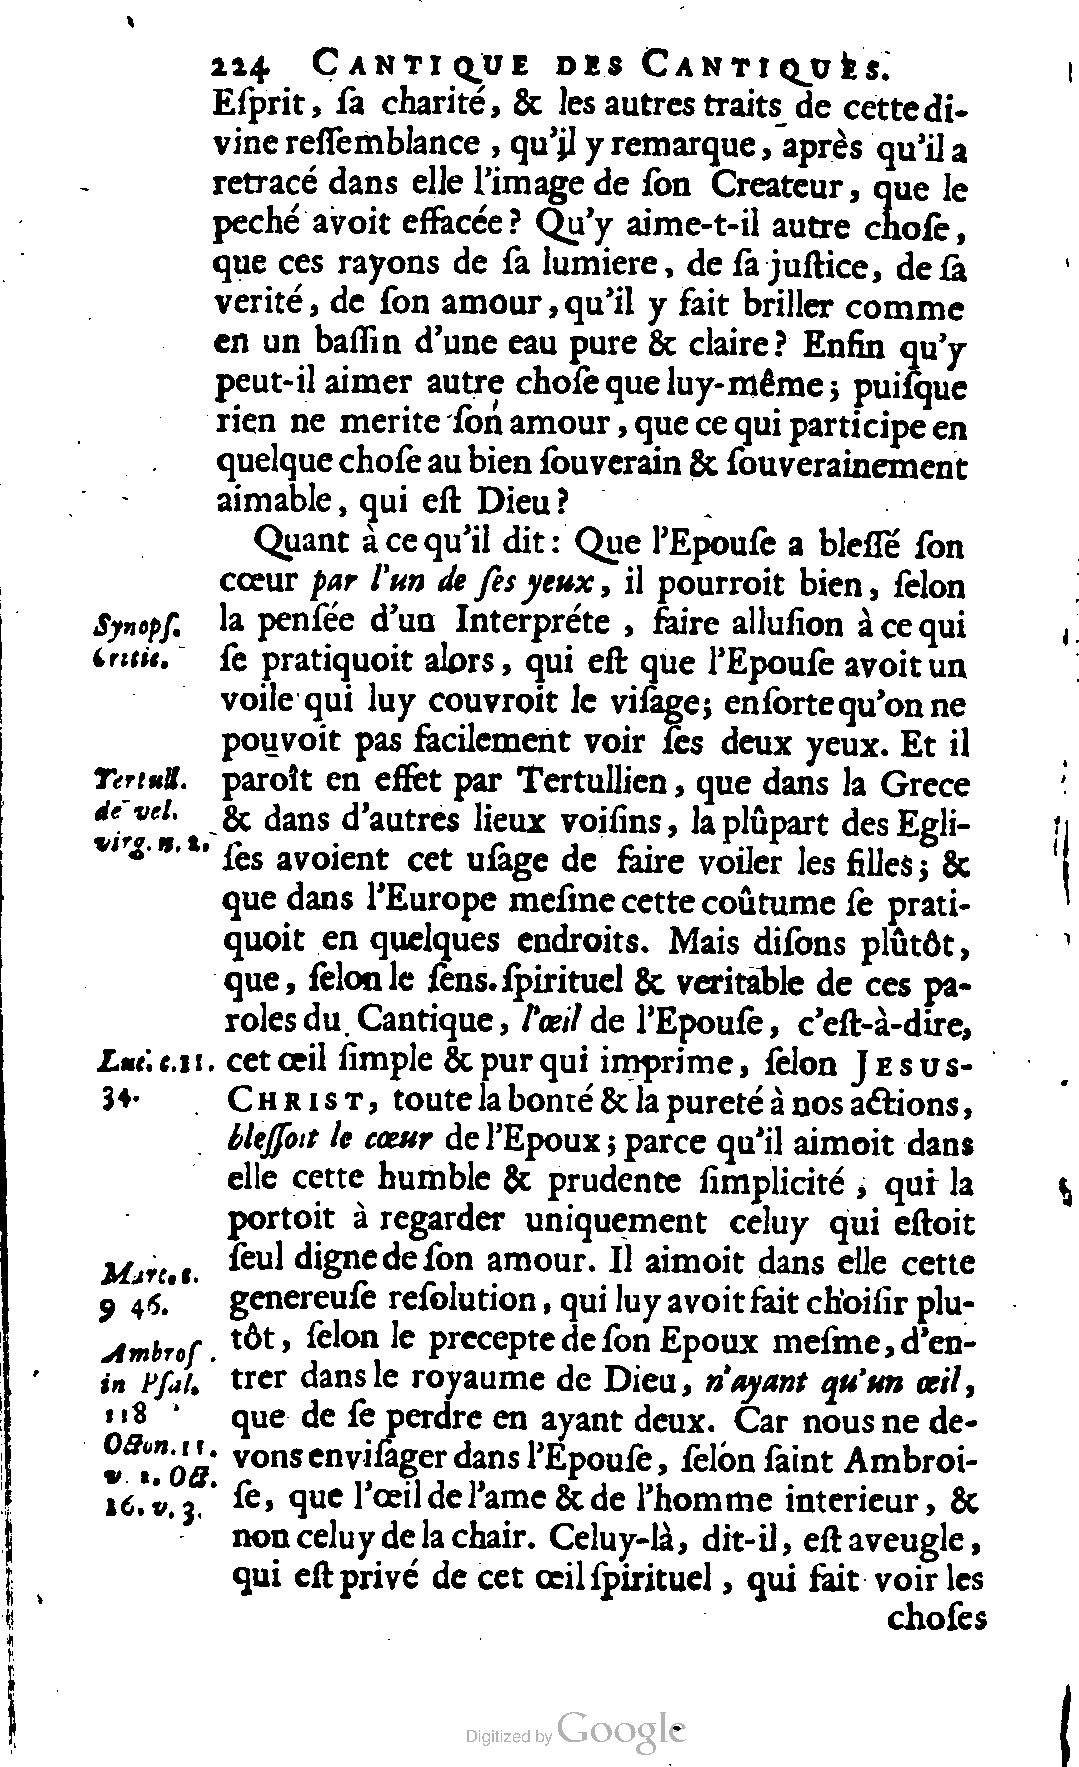 224 CANTIQUE DES CANTIQUES.
Eſprit, ſa charité, & les autres traits de cette di-
vine reſſemblance, qu'il y remarque, après qu'il a
retracé dans elle l'image de ſon Createur, que le
peché avoit effacée? Qu'y aime-t-il autre choſe,
que ces rayons de ſa lumiere, de ſa juſtice, de ſa
verité, de ſon amour, qu'il y fait briller comme
en un baſſin d'une eau pure & claire? Enfin qu'y
peut-il aimer autre choſe que luy-même; puiſque
rien ne merite ſon amour, que ce qui participe en
quelque choſe au bien ſouverain & ſouverainement
aimable, qui eſt Dieu?
Quant à ce qu'il dit: Que l'Epouſe a bleſſé ſon
cœur par l'un de ſes yeux, il pourroit bien, ſelon
la penſée d'un Interpréte, faire alluſion à ce qui
ſe pratiquoit alors, qui eſt que l'Epouſe avoit un
voile qui luy couvroit le viſage; enſorte qu'on ne
pouvoit pas facilement voir ſes deux yeux. Et il
paroît en effet par Tertullien, que dans la Grece
& dans d'autres lieux voiſins, la plûpart des Egli-
ſes avoient cet uſage de faire voiler les filles; &
que dans l'Europe meſme cette coûtume ſe prati-
quoit en quelques endroits. Mais diſons plûtôt,
que, ſelon le ſens ſpirituel & veritable de ces pa-
roles du Cantique, l'œil de l'Epouſe, c'eſt-à-dire,
cet œil ſimple & pur qui imprime, ſelon JESUS-
CHRIST, toute la bonté & la pureté à nos actions,
bleſſoit le cœur de l'Epoux; parce qu'il aimoit dans
elle cette humble & prudente ſimplicité, qui la
portoit à regarder uniquement celuy qui eſtoit
ſeul digne de ſon amour. Il aimoit dans elle cette
genereuſe reſolution, qui luy avoit fait choiſir plu-
tôt, ſelon le precepte de ſon Epoux meſme, d'en-
trer dans le royaume de Dieu, n'ayant qu'un œil,
que de ſe perdre en ayant deux. Car nous ne de-
vons enviſager dans l'Epouſe, ſelon ſaint Ambroi-
ſe, que l'œil de l'ame & de l'homme interieur, &
non celuy de la chair. Celuy-là, dit-il, eſt aveugle,
qui eſt privé de cet œil ſpirituel, qui fait voir les
choſes
Synopſ.
Critic.
Tertull.
de vel.
virg. n. 2.
Luc. c. 11.
34.
Marc. c.
9 46.
Ambroſ.
in Pſal.
118
Octon. 11.
v. 1. Oct.
16. v. 3.
Digitized by Google